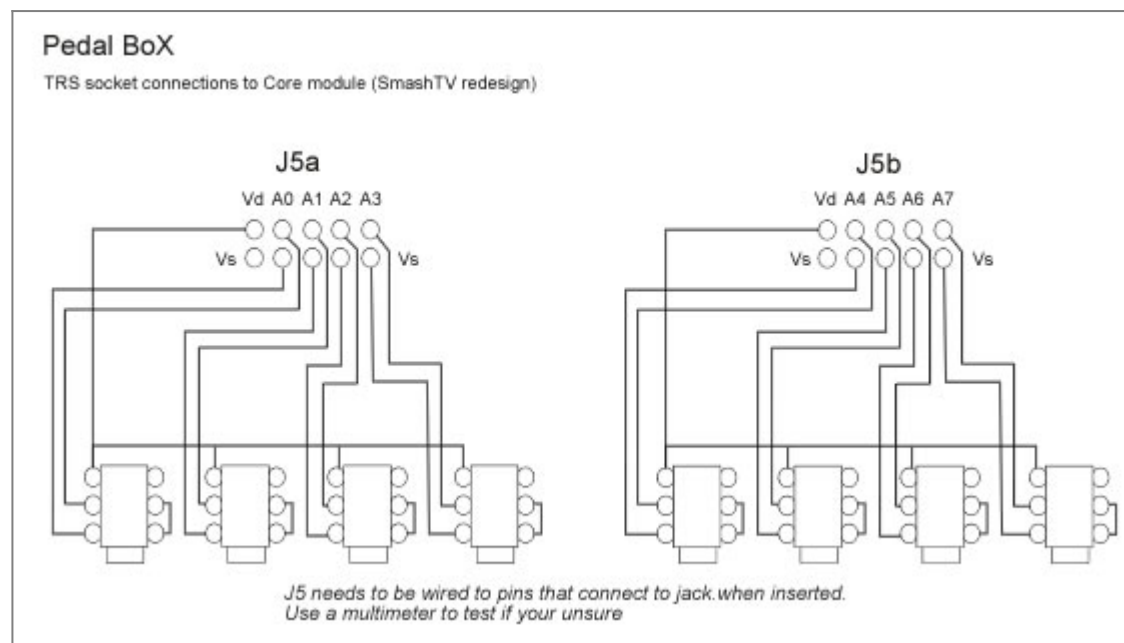 Pedal BoX
TRS socket connections to Core module (SmashTV redesign)
J5a
Vd A0 A1 A2 A3
Vs Vs
J5b
Vd A4 A5 A6 A7
Vs Vs
J5 needs to be wired to pins that connect to jack.when inserted.
Use a multimeter to test if your unsure